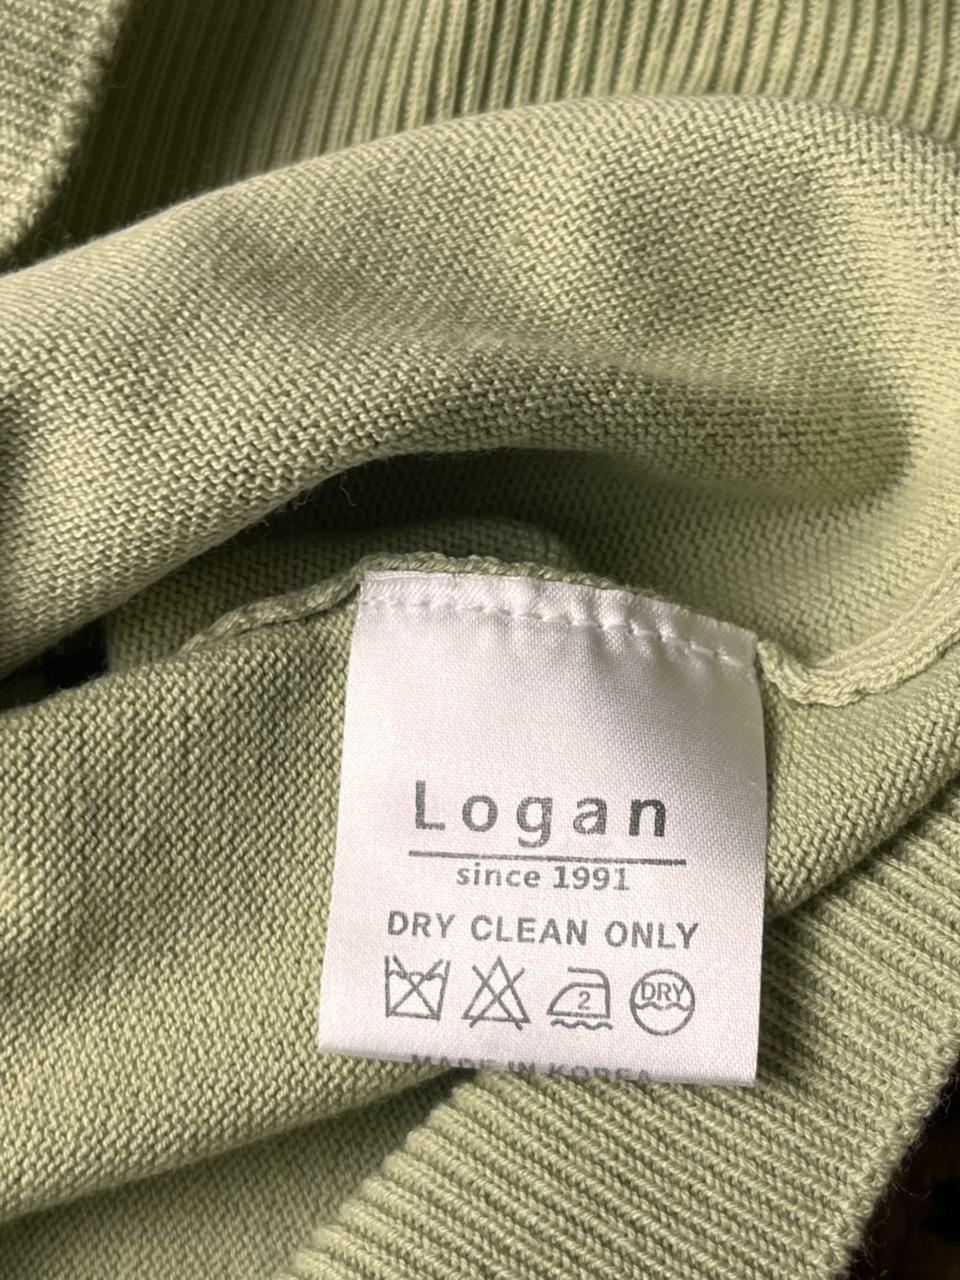 Logan
since 1991
DRY CLEAN ONLY
2 DRY
MADE IN KOREA